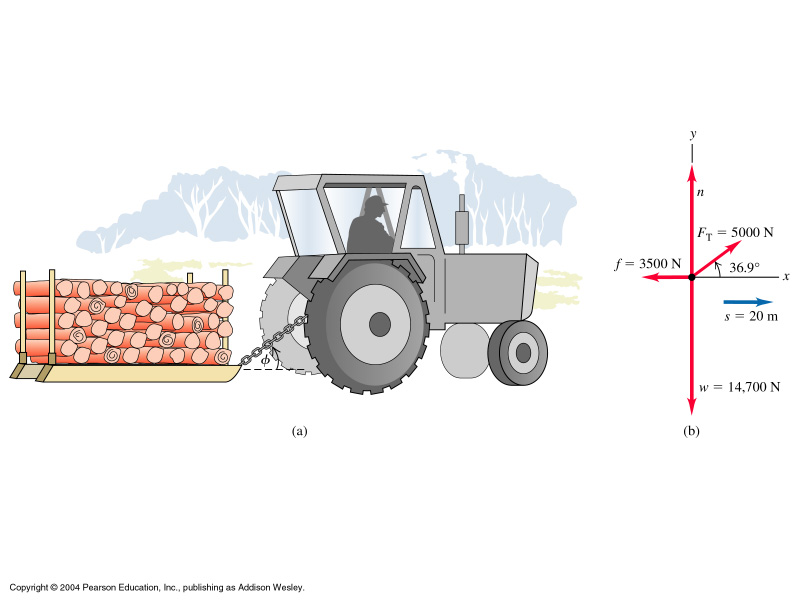 y
n
F_T = 5000 N
f = 3500 N
36.9°
x
s = 20 m
ϕ
w = 14,700 N
(a)
(b)
Copyright © 2004 Pearson Education, Inc., publishing as Addison Wesley.